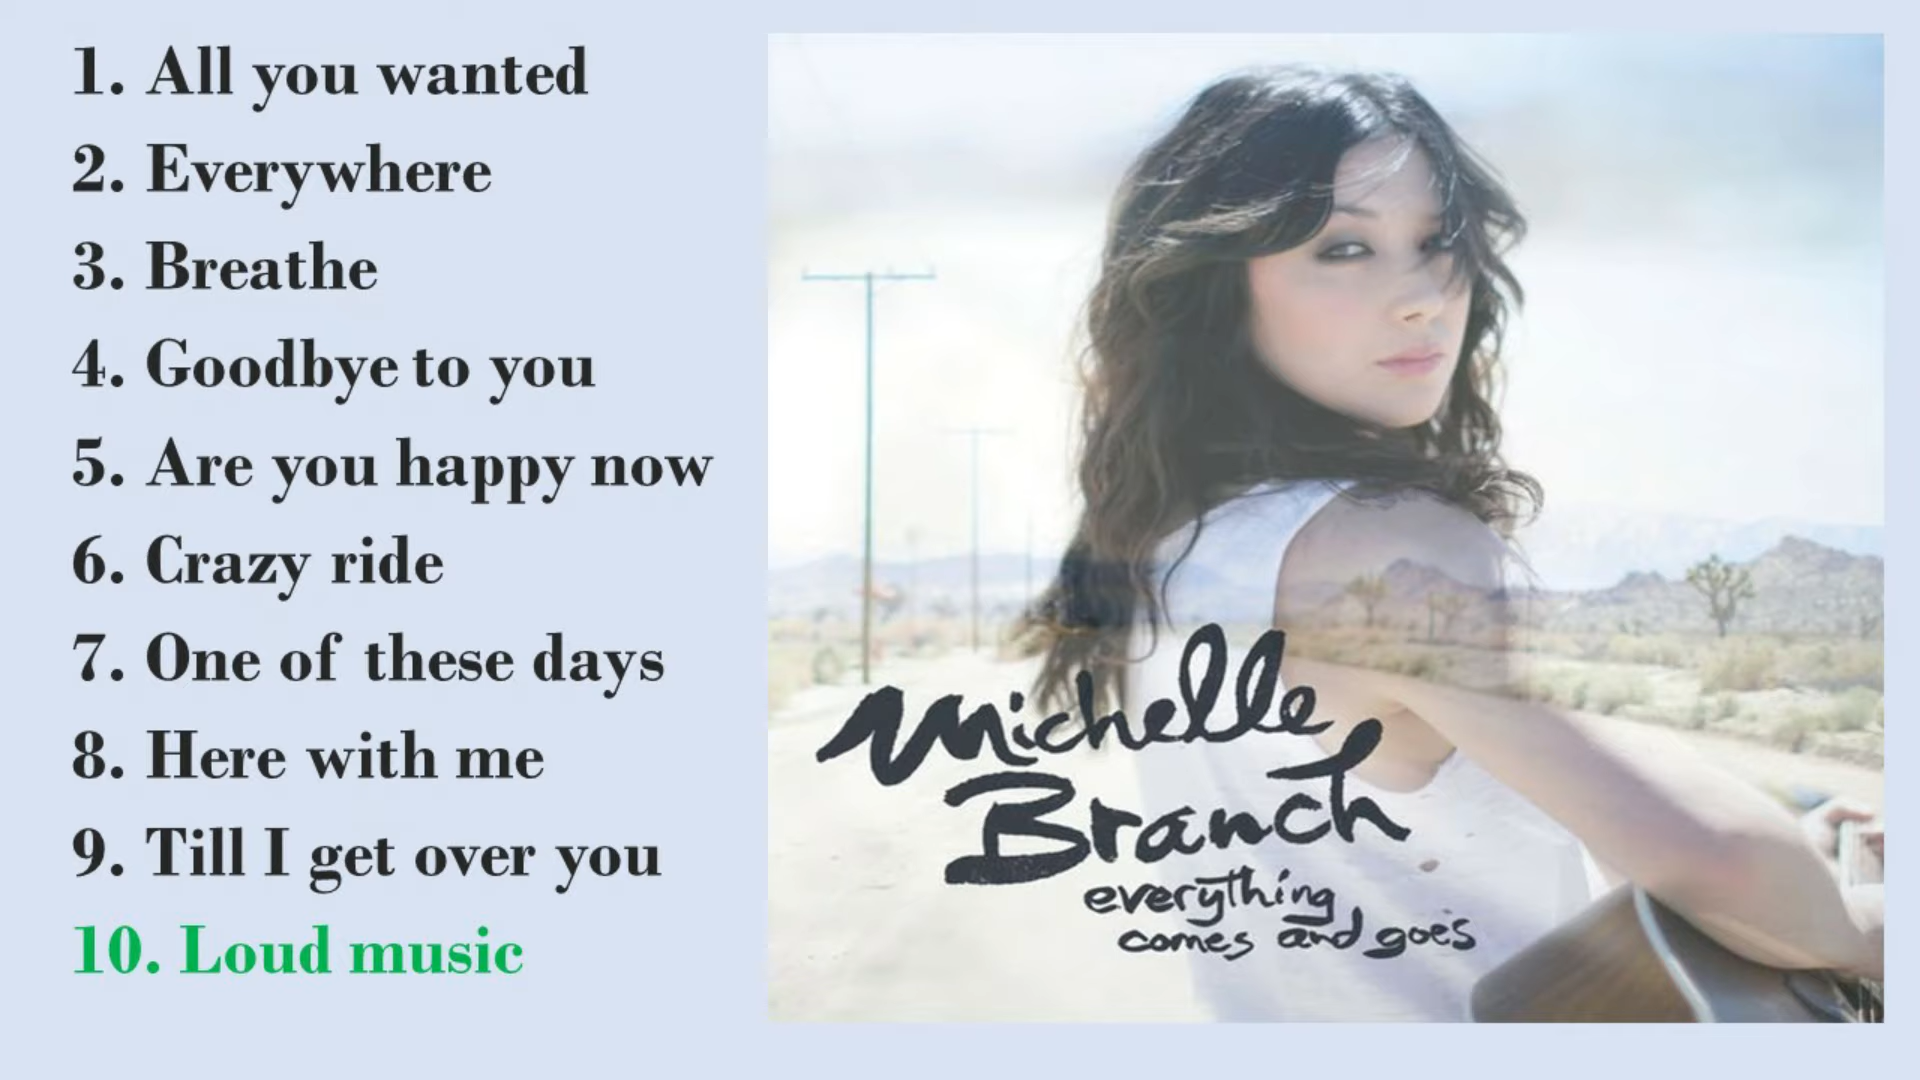 1. All you wanted
2. Everywhere
3. Breathe
4. Goodbye to you
5. Are you happy now
6. Crazy ride
7. One of these days
8. Here with me
9. Till I get over you
10. Loud music
Michelle
Branch
everything
comes and goes